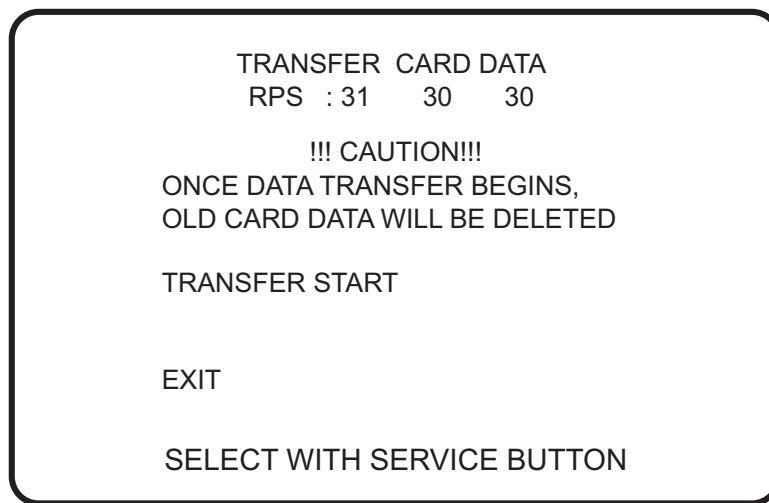 TRANSFER CARD DATA
RPS : 31 30 30
!!! CAUTION!!!
ONCE DATA TRANSFER BEGINS,
OLD CARD DATA WILL BE DELETED
TRANSFER START
EXIT
SELECT WITH SERVICE BUTTON